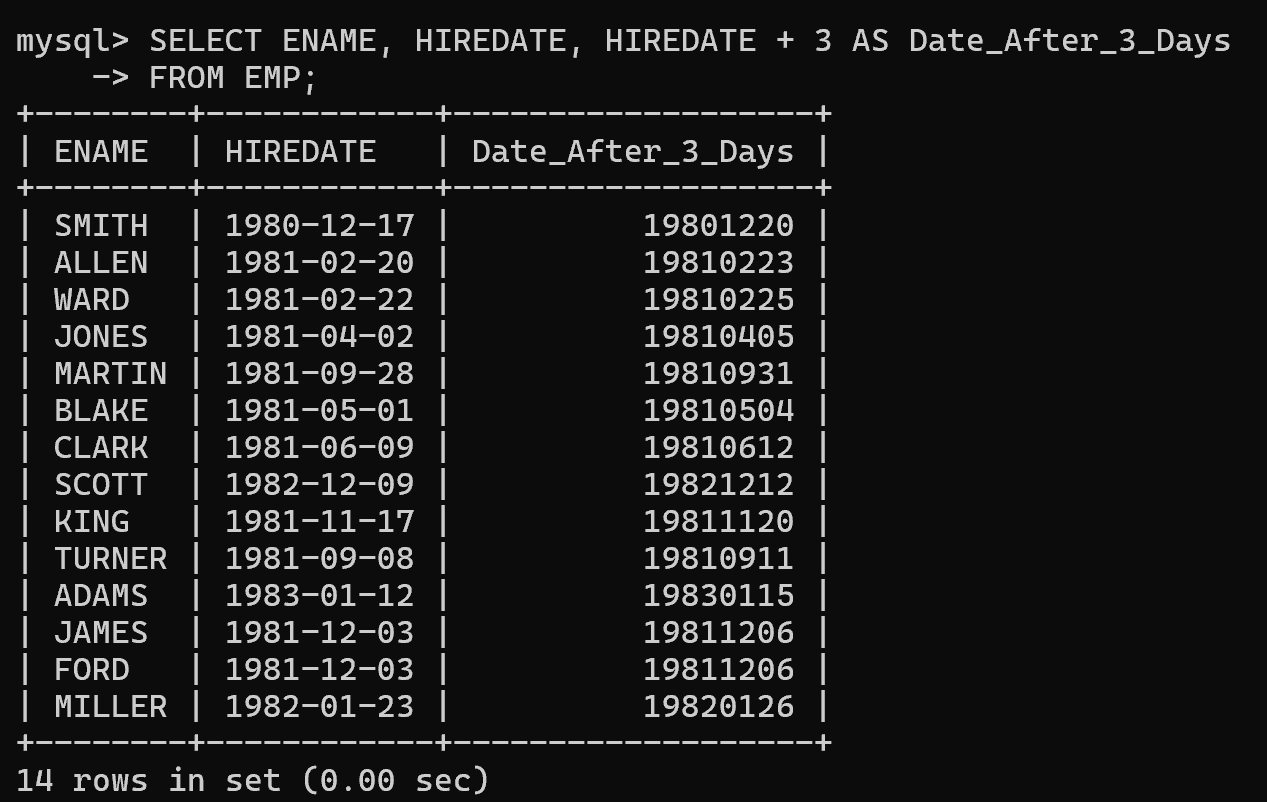 mysql> SELECT ENAME, HIREDATE, HIREDATE + 3 AS Date_After_3_Days
    -> FROM EMP;
+--------+------------+-------------------+
| ENAME  | HIREDATE   | Date_After_3_Days |
+--------+------------+-------------------+
| SMITH  | 1980-12-17 |          19801220 |
| ALLEN  | 1981-02-20 |          19810223 |
| WARD   | 1981-02-22 |          19810225 |
| JONES  | 1981-04-02 |          19810405 |
| MARTIN | 1981-09-28 |          19810931 |
| BLAKE  | 1981-05-01 |          19810504 |
| CLARK  | 1981-06-09 |          19810612 |
| SCOTT  | 1982-12-09 |          19821212 |
| KING   | 1981-11-17 |          19811120 |
| TURNER | 1981-09-08 |          19810911 |
| ADAMS  | 1983-01-12 |          19830115 |
| JAMES  | 1981-12-03 |          19811206 |
| FORD   | 1981-12-03 |          19811206 |
| MILLER | 1982-01-23 |          19820126 |
+--------+------------+-------------------+
14 rows in set (0.00 sec)